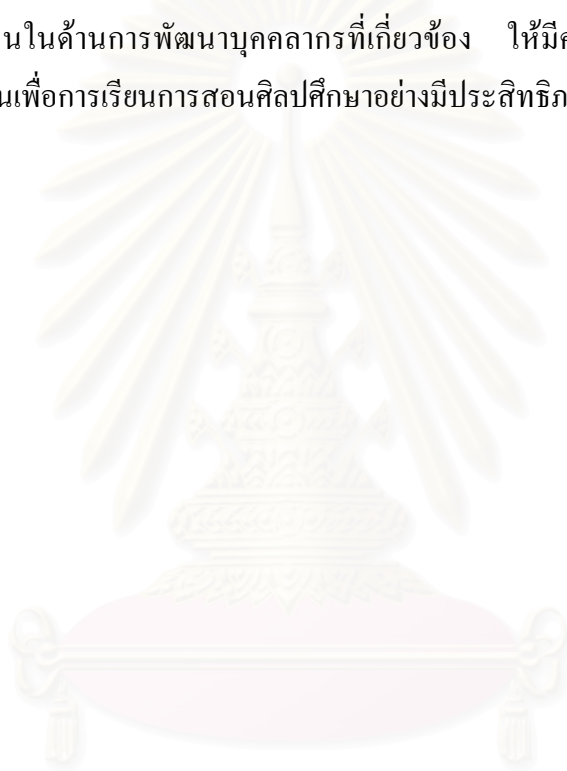 นในด้านการพัฒนาบุคคลากรที่เกี่ยวข้อง ให้มี
นเพื่อการเรียนการสอนศิลปศึกษาอย่างมีประสิทธิภ